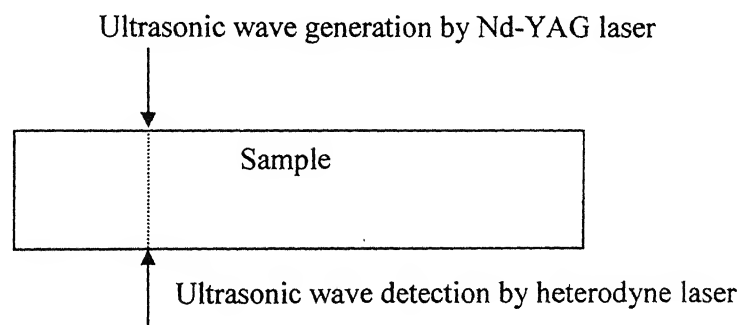 Ultrasonic wave generation by Nd-YAG laser
Sample
Ultrasonic wave detection by heterodyne laser